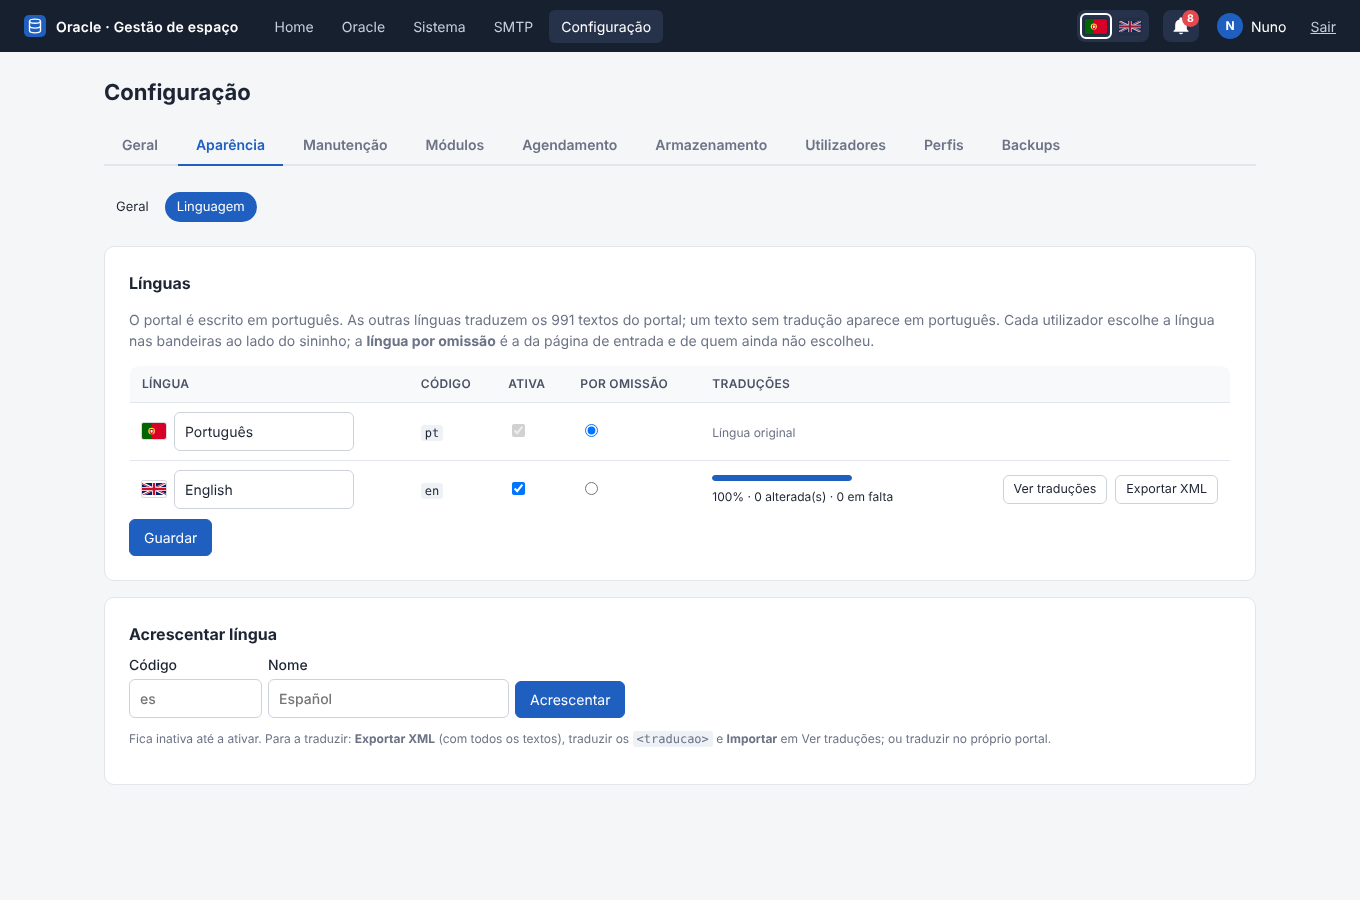 Oracle · Gestão de espaço
Home
Oracle
Sistema
SMTP
Configuração
8
N
Nuno
Sair
Configuração
Geral
Aparência
Manutenção
Módulos
Agendamento
Armazenamento
Utilizadores
Perfis
Backups
Geral
Linguagem
Línguas
O portal é escrito em português. As outras línguas traduzem os 991 textos do portal; um texto sem tradução aparece em português. Cada utilizador escolhe a língua
nas bandeiras ao lado do sininho; a língua por omissão é a da página de entrada e de quem ainda não escolheu.
LÍNGUA CÓDIGO ATIVA POR OMISSÃO TRADUÇÕES
Português pt Língua original
English en 100% · 0 alterada(s) · 0 em falta Ver traduções Exportar XML
Guardar
Acrescentar língua
Código Nome
es Español Acrescentar
Fica inativa até a ativar. Para a traduzir: Exportar XML (com todos os textos), traduzir os <traducao> e Importar em Ver traduções; ou traduzir no próprio portal.